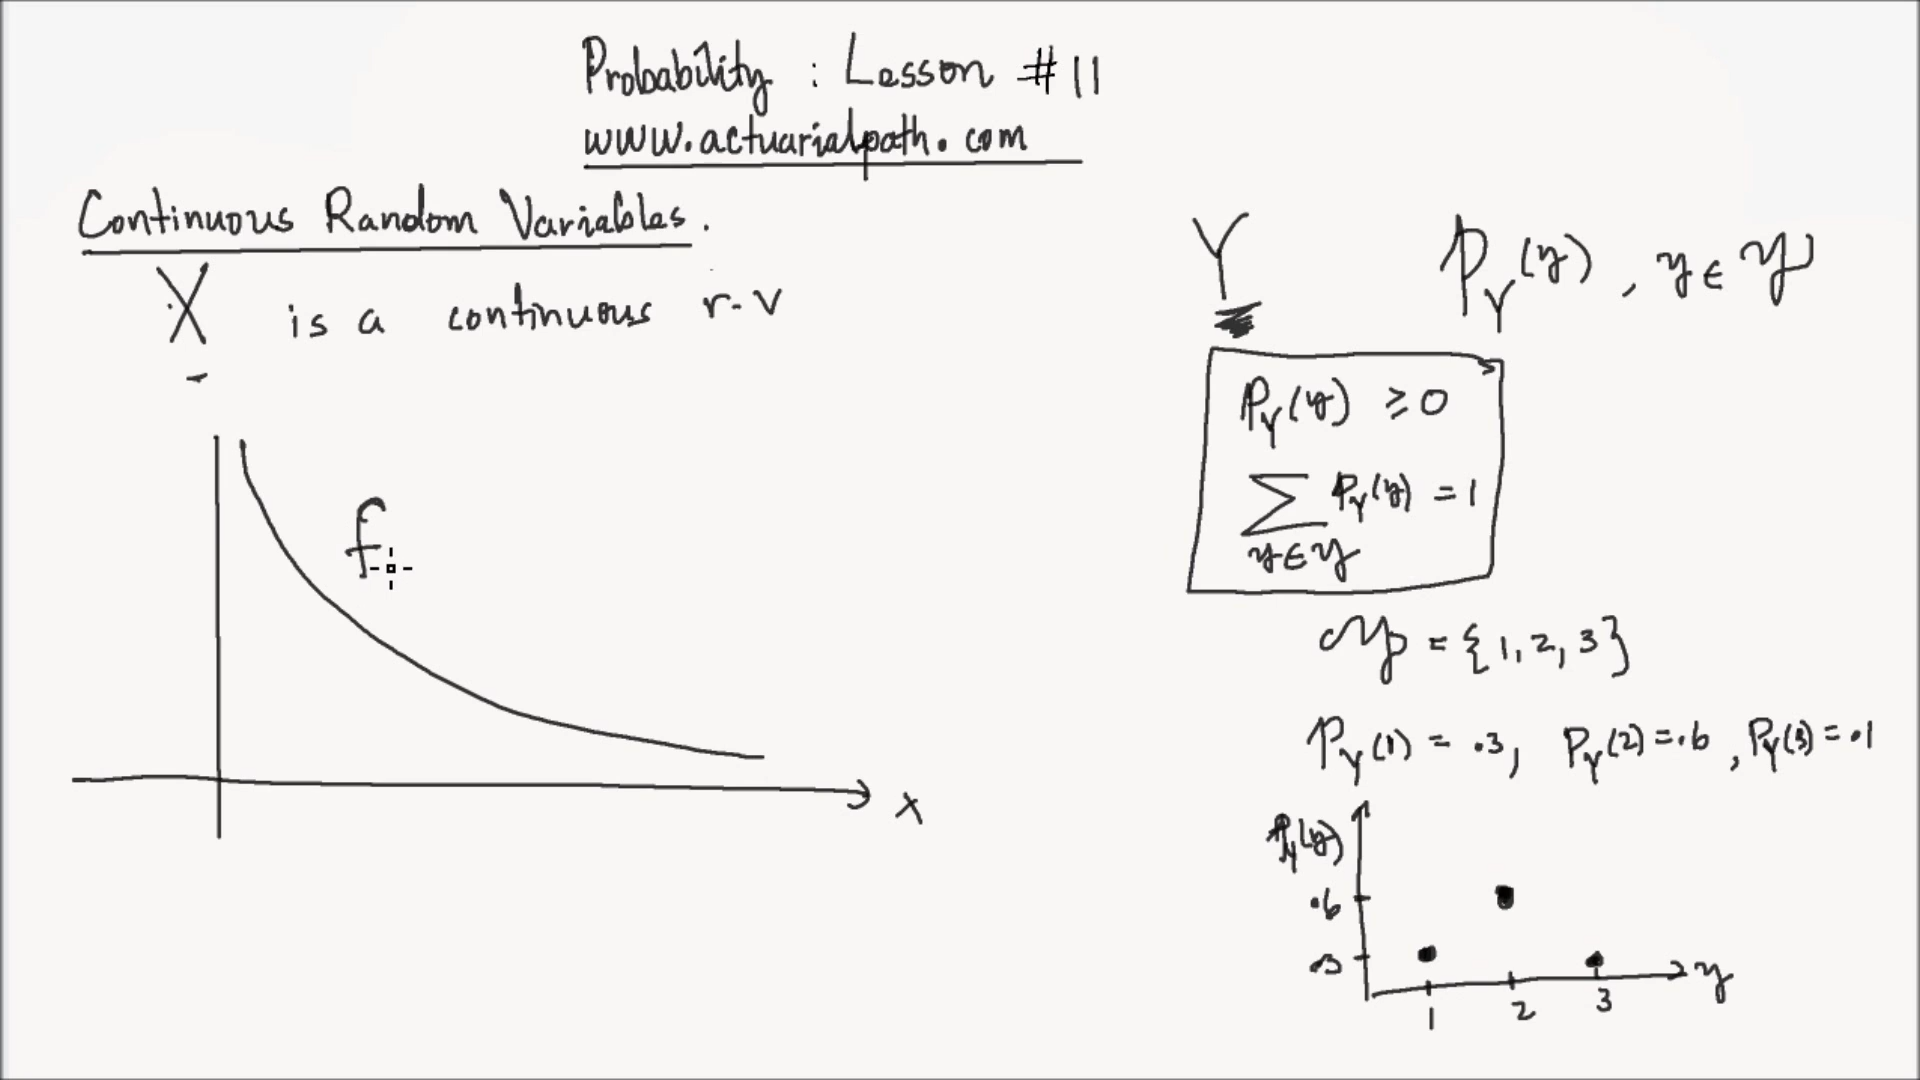 Probability : Lesson # 11
www.actuarialpath.com
Continuous Random Variables.
X is a continuous r.v
f
x
Y P_Y(y), y ∈ 𝒴
P_Y(y) ≥ 0
∑ P_Y(y) = 1
y ∈ 𝒴
𝒴 = {1, 2, 3}
P_Y(1) = .3, P_Y(2) = .6, P_Y(3) = .1
P_Y(y)
.6
.3
1 2 3 y